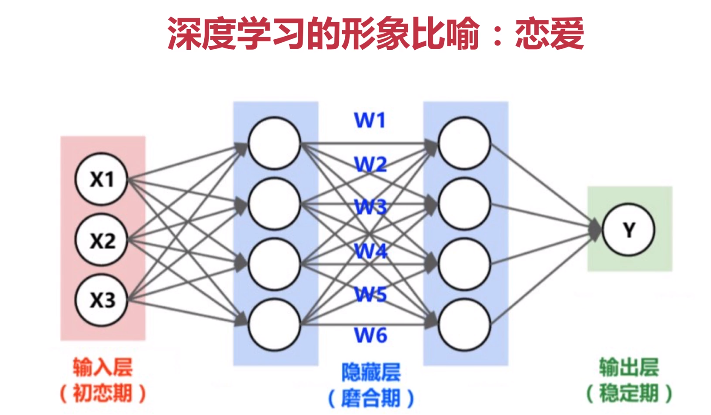 深度学习的形象比喻：恋爱
W1
W2
X1
W3
X2
Y
W4
X3
W5
W6
输入层
（初恋期）
隐藏层
（磨合期）
输出层
（稳定期）